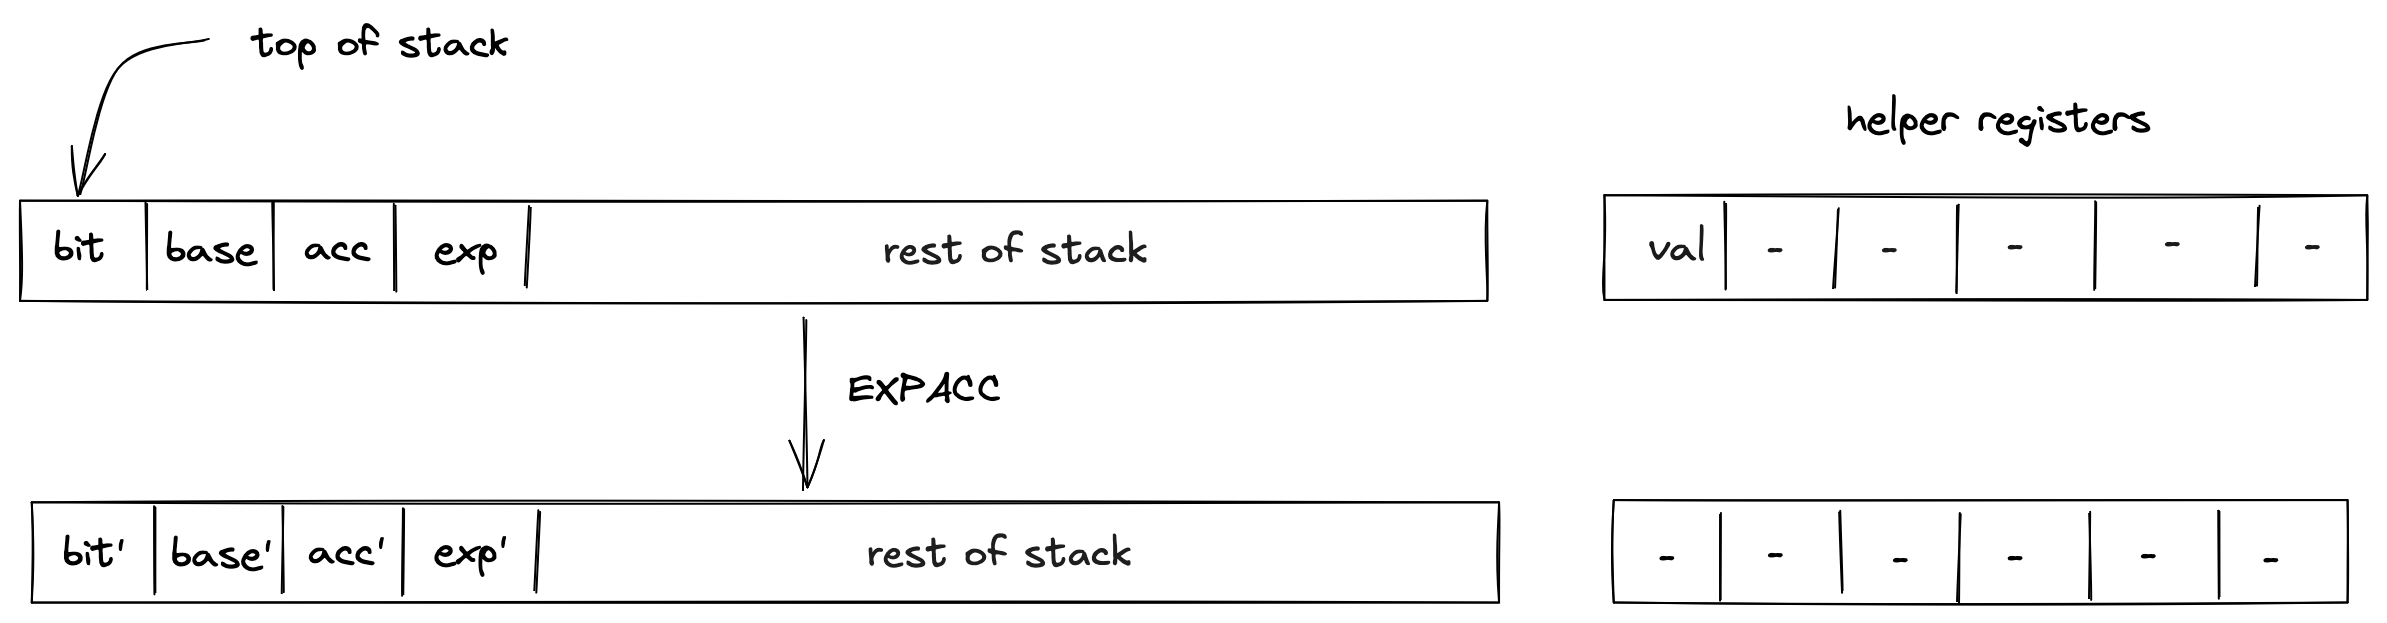 top of stack
helper registers
bit base acc exp rest of stack
val - - - - -
EXPACC
bit' base' acc' exp' rest of stack
- - - - - -